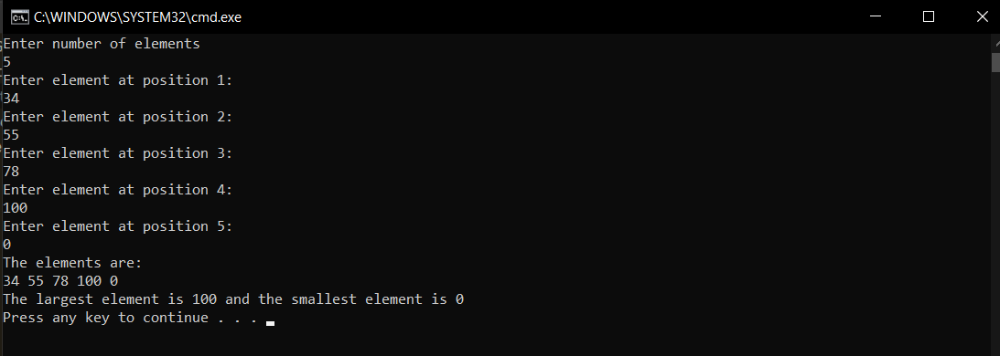 C:\WINDOWS\SYSTEM32\cmd.exe
Enter number of elements
5
Enter element at position 1:
34
Enter element at position 2:
55
Enter element at position 3:
78
Enter element at position 4:
100
Enter element at position 5:
0
The elements are:
34 55 78 100 0
The largest element is 100 and the smallest element is 0
Press any key to continue . . .